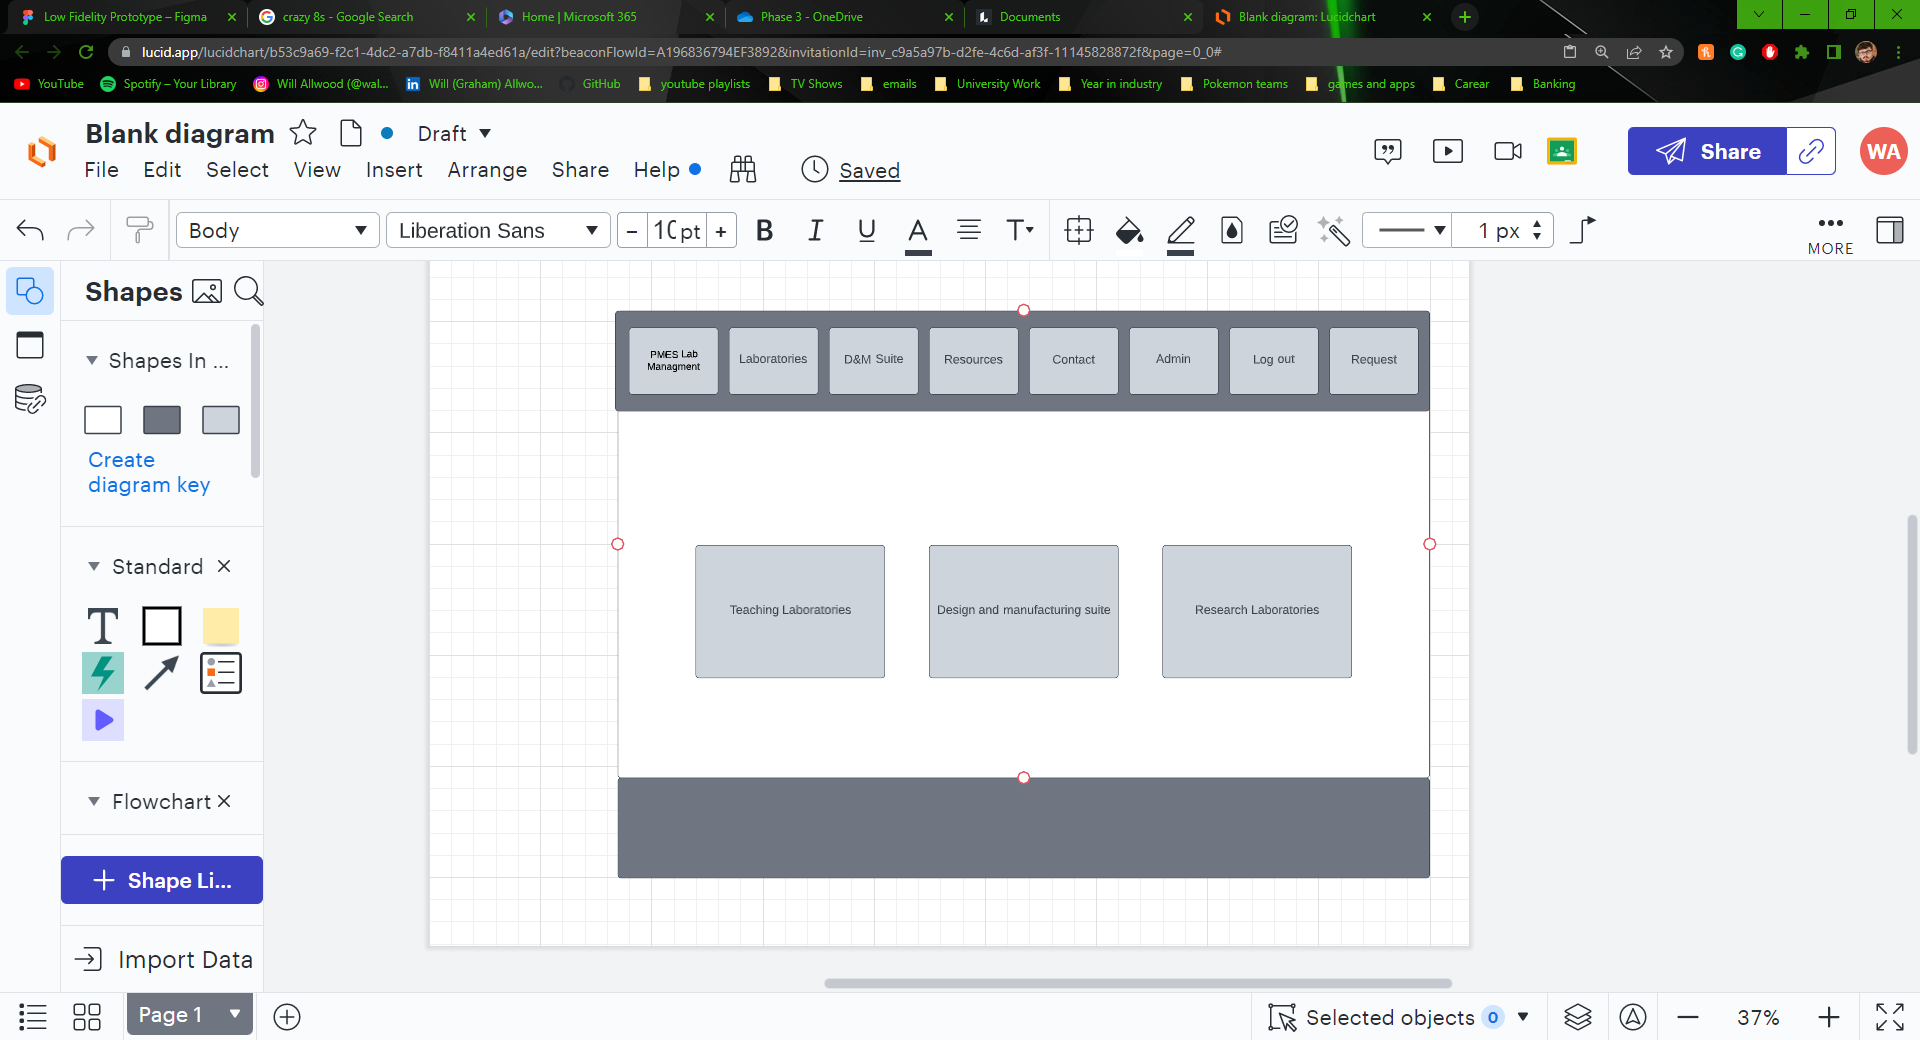 Low Fidelity Prototype – Figma
crazy 8s - Google Search
Home | Microsoft 365
Phase 3 - OneDrive
Documents
Blank diagram: Lucidchart
lucid.app/lucidchart/b53c9a69-f2c1-4dc2-a7db-f8411a4ed61a/edit?beaconFlowId=A196836794EF3892&invitationId=inv_c9a5a97b-d2fe-4c6d-af3f-11145828872f&page=0_0#
YouTube
Spotify – Your Library
Will Allwood (@wal...
Will (Graham) Allwo...
GitHub
youtube playlists
TV Shows
emails
University Work
Year in industry
Pokemon teams
games and apps
Carear
Banking
Blank diagram
Draft
File Edit Select View Insert Arrange Share Help
Saved
Share
WA
Body
Liberation Sans
− 10 pt +
B I U A T
1 px
MORE
Shapes
Shapes In ...
Create
diagram key
Standard
T
Flowchart
+ Shape Li...
Import Data
PMES Lab
Managment
Laboratories
D&M Suite
Resources
Contact
Admin
Log out
Request
Teaching Laboratories
Design and manufacturing suite
Research Laboratories
Page 1
Selected objects 0
37%